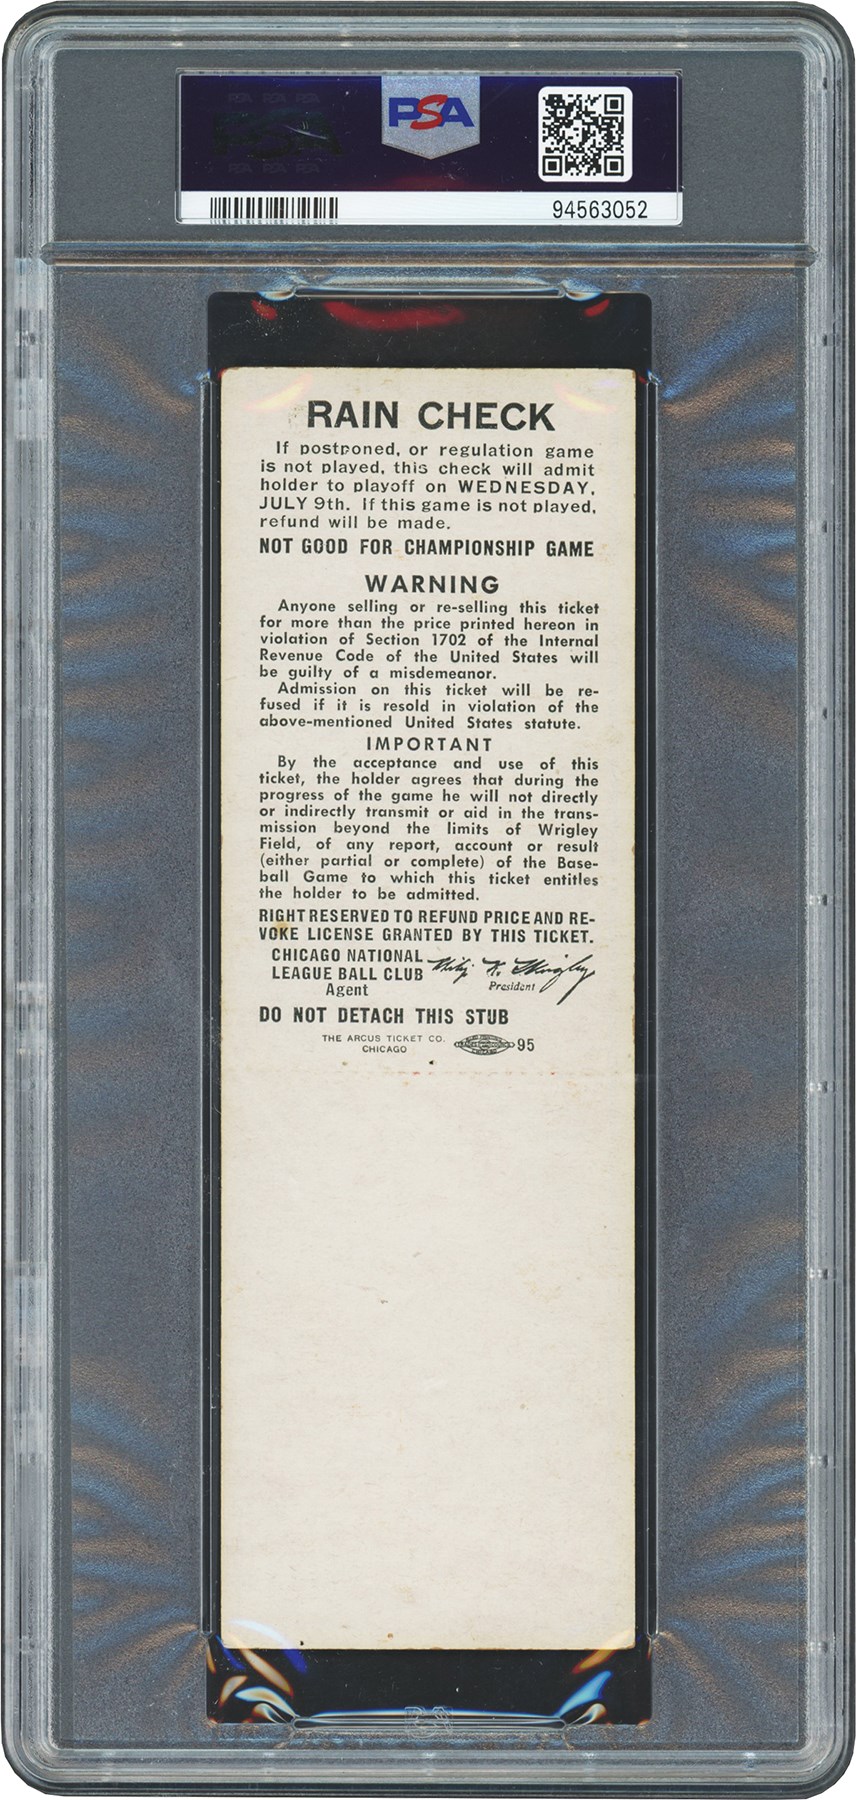 PSA
94563052
RAIN CHECK
If postponed, or regulation game
is not played, this check will admit
holder to playoff on WEDNESDAY,
JULY 9th. If this game is not played,
refund will be made.
NOT GOOD FOR CHAMPIONSHIP GAME
WARNING
Anyone selling or re-selling this ticket
for more than the price printed hereon in
violation of Section 1702 of the Internal
Revenue Code of the United States will
be guilty of a misdemeanor.
Admission on this ticket will be re-
fused if it is resold in violation of the
above-mentioned United States statute.
IMPORTANT
By the acceptance and use of this
ticket, the holder agrees that during the
progress of the game he will not directly
or indirectly transmit or aid in the trans-
mission beyond the limits of Wrigley
Field, of any report, account or result
(either partial or complete) of the Base-
ball Game to which this ticket entitles
the holder to be admitted.
RIGHT RESERVED TO REFUND PRICE AND RE-
VOKE LICENSE GRANTED BY THIS TICKET.
CHICAGO NATIONAL
LEAGUE BALL CLUB
Agent
Philip K. Wrigley
President
DO NOT DETACH THIS STUB
THE ARCUS TICKET CO.
CHICAGO
95